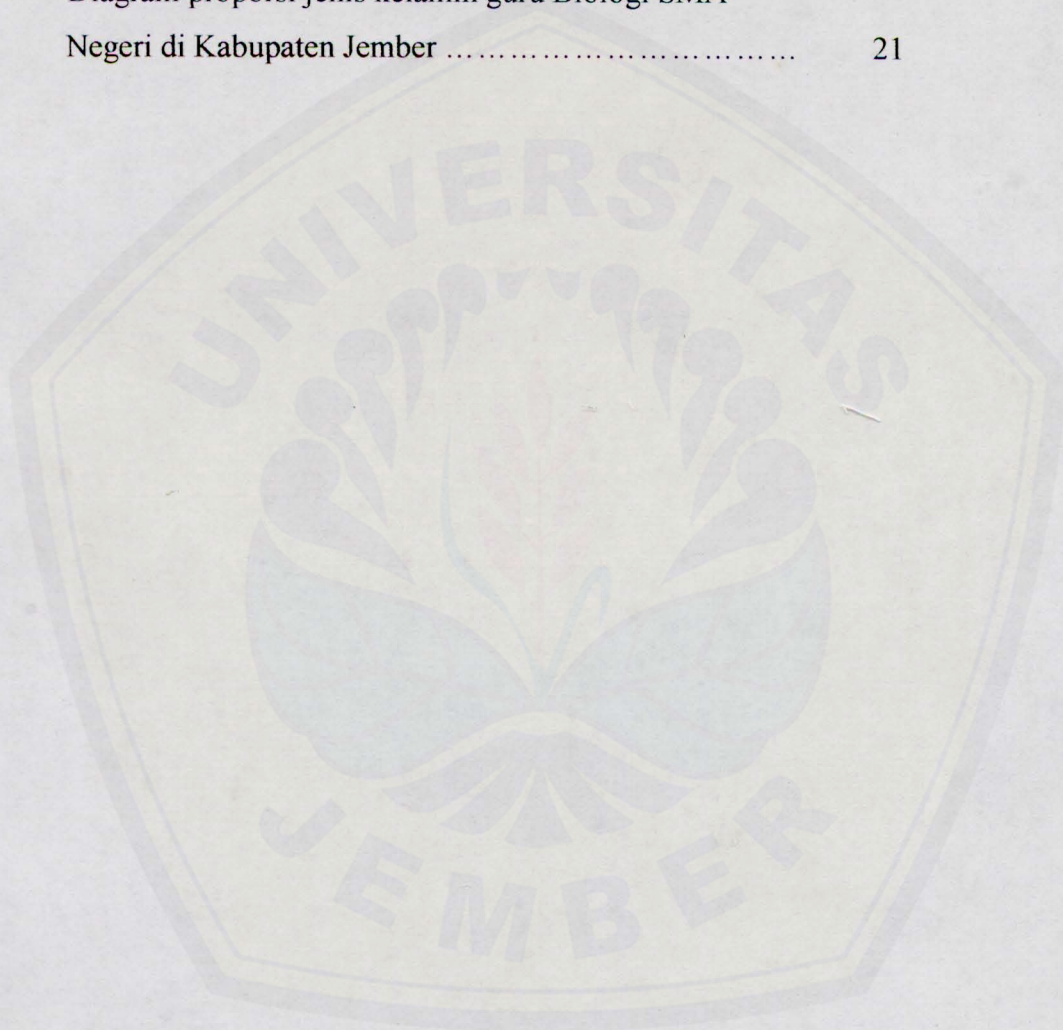 Diagram proporsi jenis kelamin guru Biologi SMA
Negeri di Kabupaten Jember ................................. 21
UNIVERSITAS
JEMBER